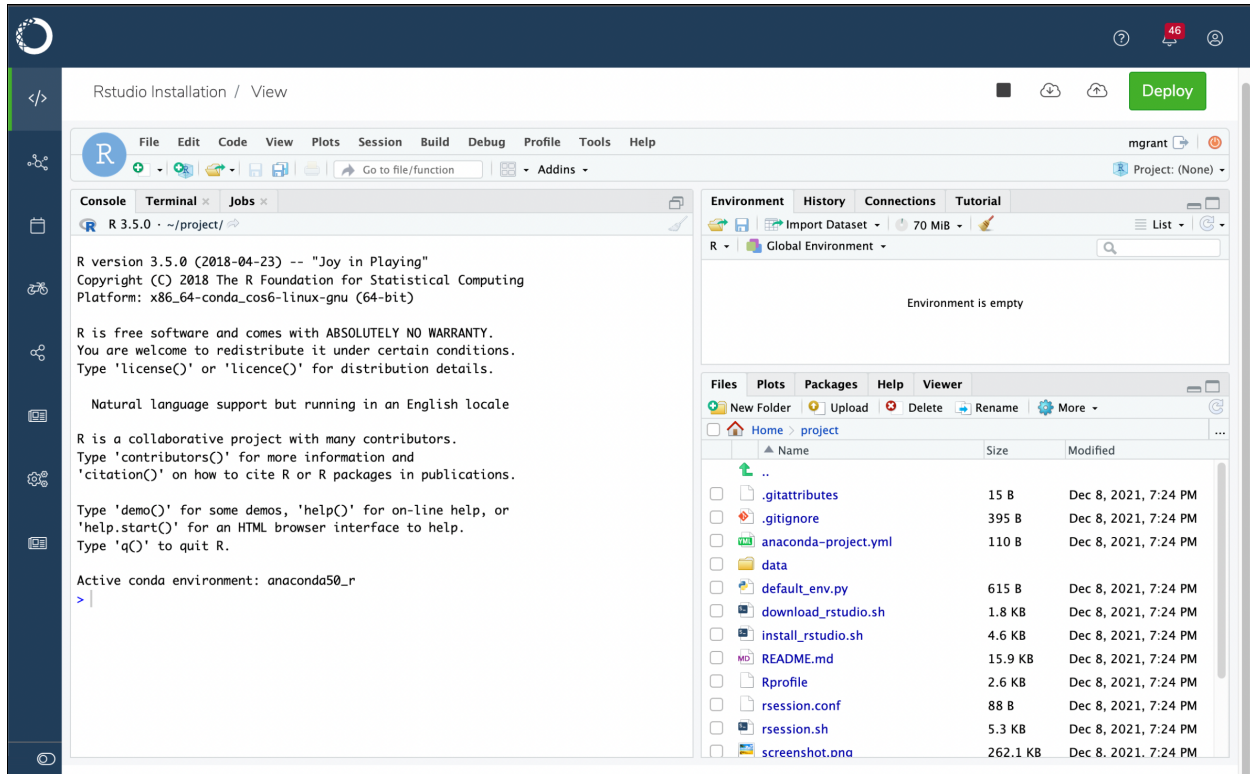 46
</>
Rstudio Installation / View
Deploy
R
File Edit Code View Plots Session Build Debug Profile Tools Help
mgrant
Go to file/function
Addins
Project: (None)
Console Terminal Jobs
R 3.5.0 · ~/project/
R version 3.5.0 (2018-04-23) -- "Joy in Playing"
Copyright (C) 2018 The R Foundation for Statistical Computing
Platform: x86_64-conda_cos6-linux-gnu (64-bit)
R is free software and comes with ABSOLUTELY NO WARRANTY.
You are welcome to redistribute it under certain conditions.
Type 'license()' or 'licence()' for distribution details.
Natural language support but running in an English locale
R is a collaborative project with many contributors.
Type 'contributors()' for more information and
'citation()' on how to cite R or R packages in publications.
Type 'demo()' for some demos, 'help()' for on-line help, or
'help.start()' for an HTML browser interface to help.
Type 'q()' to quit R.
Active conda environment: anaconda50_r
>
Environment History Connections Tutorial
Import Dataset 70 MiB List
R Global Environment
Environment is empty
Files Plots Packages Help Viewer
New Folder Upload Delete Rename More
Home > project ...
Name Size Modified
..
.gitattributes 15 B Dec 8, 2021, 7:24 PM
.gitignore 395 B Dec 8, 2021, 7:24 PM
anaconda-project.yml 110 B Dec 8, 2021, 7:24 PM
data
default_env.py 615 B Dec 8, 2021, 7:24 PM
download_rstudio.sh 1.8 KB Dec 8, 2021, 7:24 PM
install_rstudio.sh 4.6 KB Dec 8, 2021, 7:24 PM
README.md 15.9 KB Dec 8, 2021, 7:24 PM
Rprofile 2.6 KB Dec 8, 2021, 7:24 PM
rsession.conf 88 B Dec 8, 2021, 7:24 PM
rsession.sh 5.3 KB Dec 8, 2021, 7:24 PM
screenshot.png 262.1 KB Dec 8, 2021, 7:24 PM